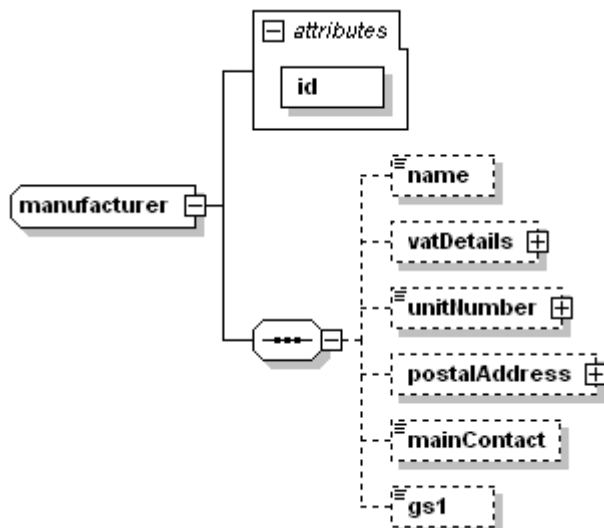 attributes
id
manufacturer
name
vatDetails
unitNumber
postalAddress
mainContact
gs1